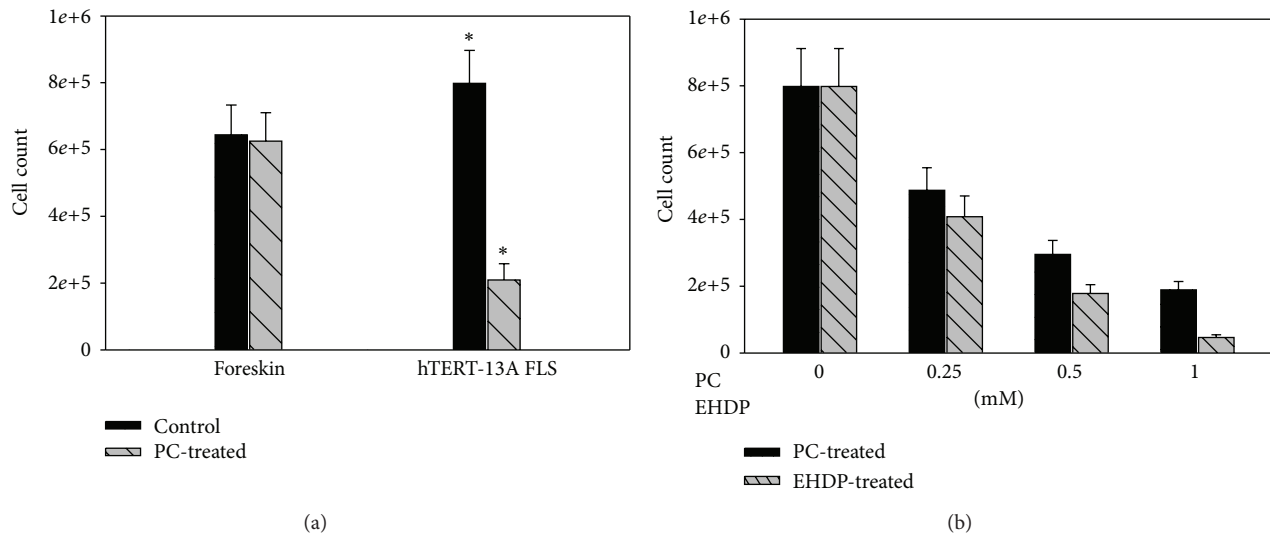 1e+6
8e+5
6e+5
4e+5
2e+5
0
Cell count
*
*
Foreskin
hTERT-13A FLS
Control
PC-treated
(a)
1e+6
8e+5
6e+5
4e+5
2e+5
0
Cell count
0
0.25
0.5
1
PC
EHDP
(mM)
PC-treated
EHDP-treated
(b)